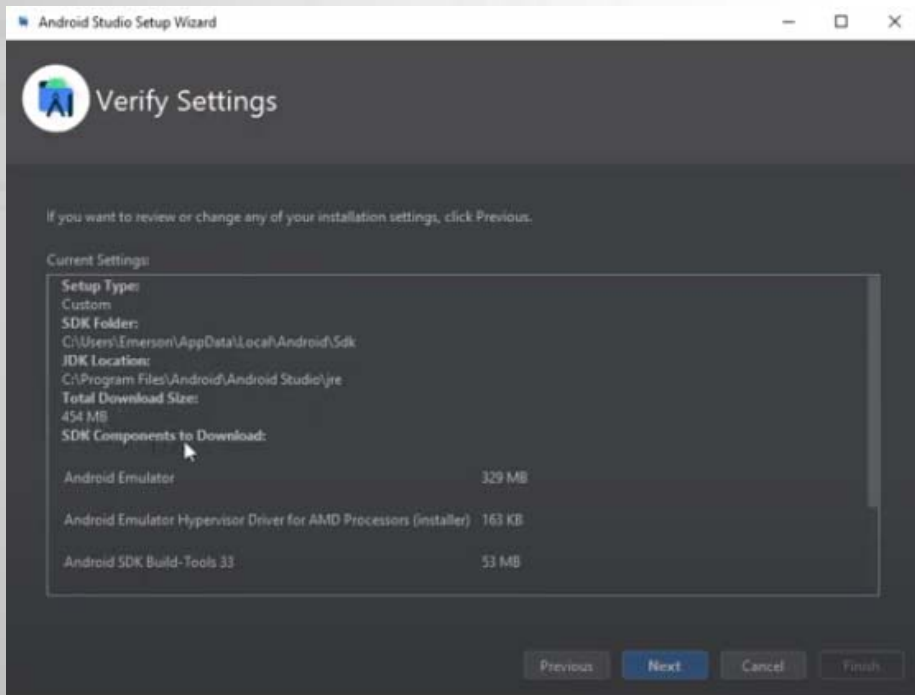 Android Studio Setup Wizard
Verify Settings
If you want to review or change any of your installation settings, click Previous.
Current Settings:
Setup Type:
Custom
SDK Folder:
C:\Users\Emerson\AppData\Local\Android\Sdk
JDK Location:
C:\Program Files\Android\Android Studio\jre
Total Download Size:
454 MB
SDK Components to Download:
Android Emulator 329 MB
Android Emulator Hypervisor Driver for AMD Processors (installer) 163 KB
Android SDK Build-Tools 33 53 MB
Previous Next Cancel Finish